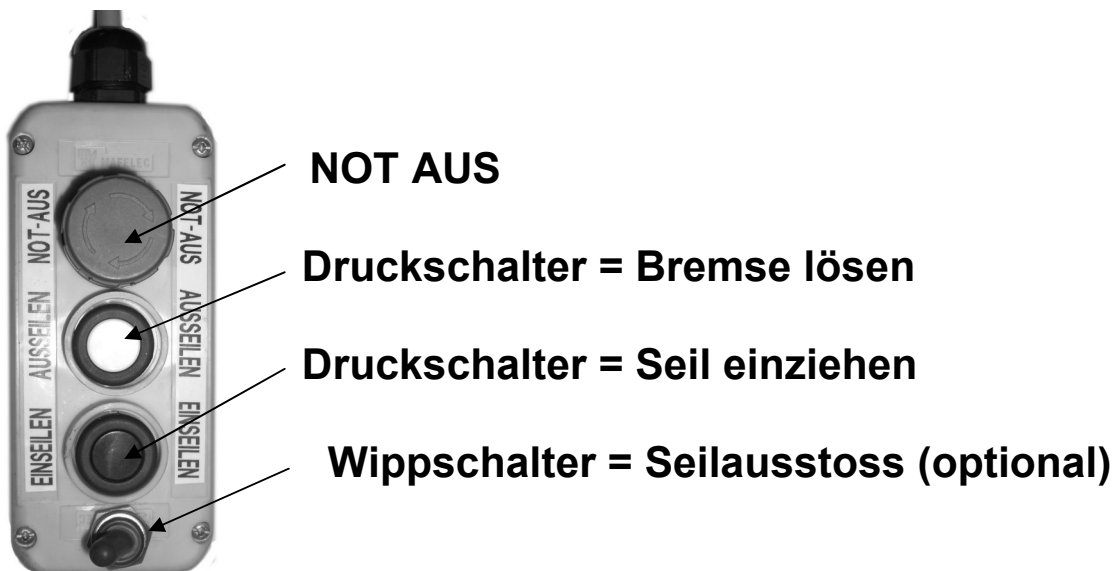 MAFELEC
NOT-AUS
NOT-AUS
NOT AUS
AUSSEILEN
AUSSEILEN
Druckschalter = Bremse lösen
EINSEILEN
EINSEILEN
Druckschalter = Seil einziehen
Wippschalter = Seilausstoss (optional)